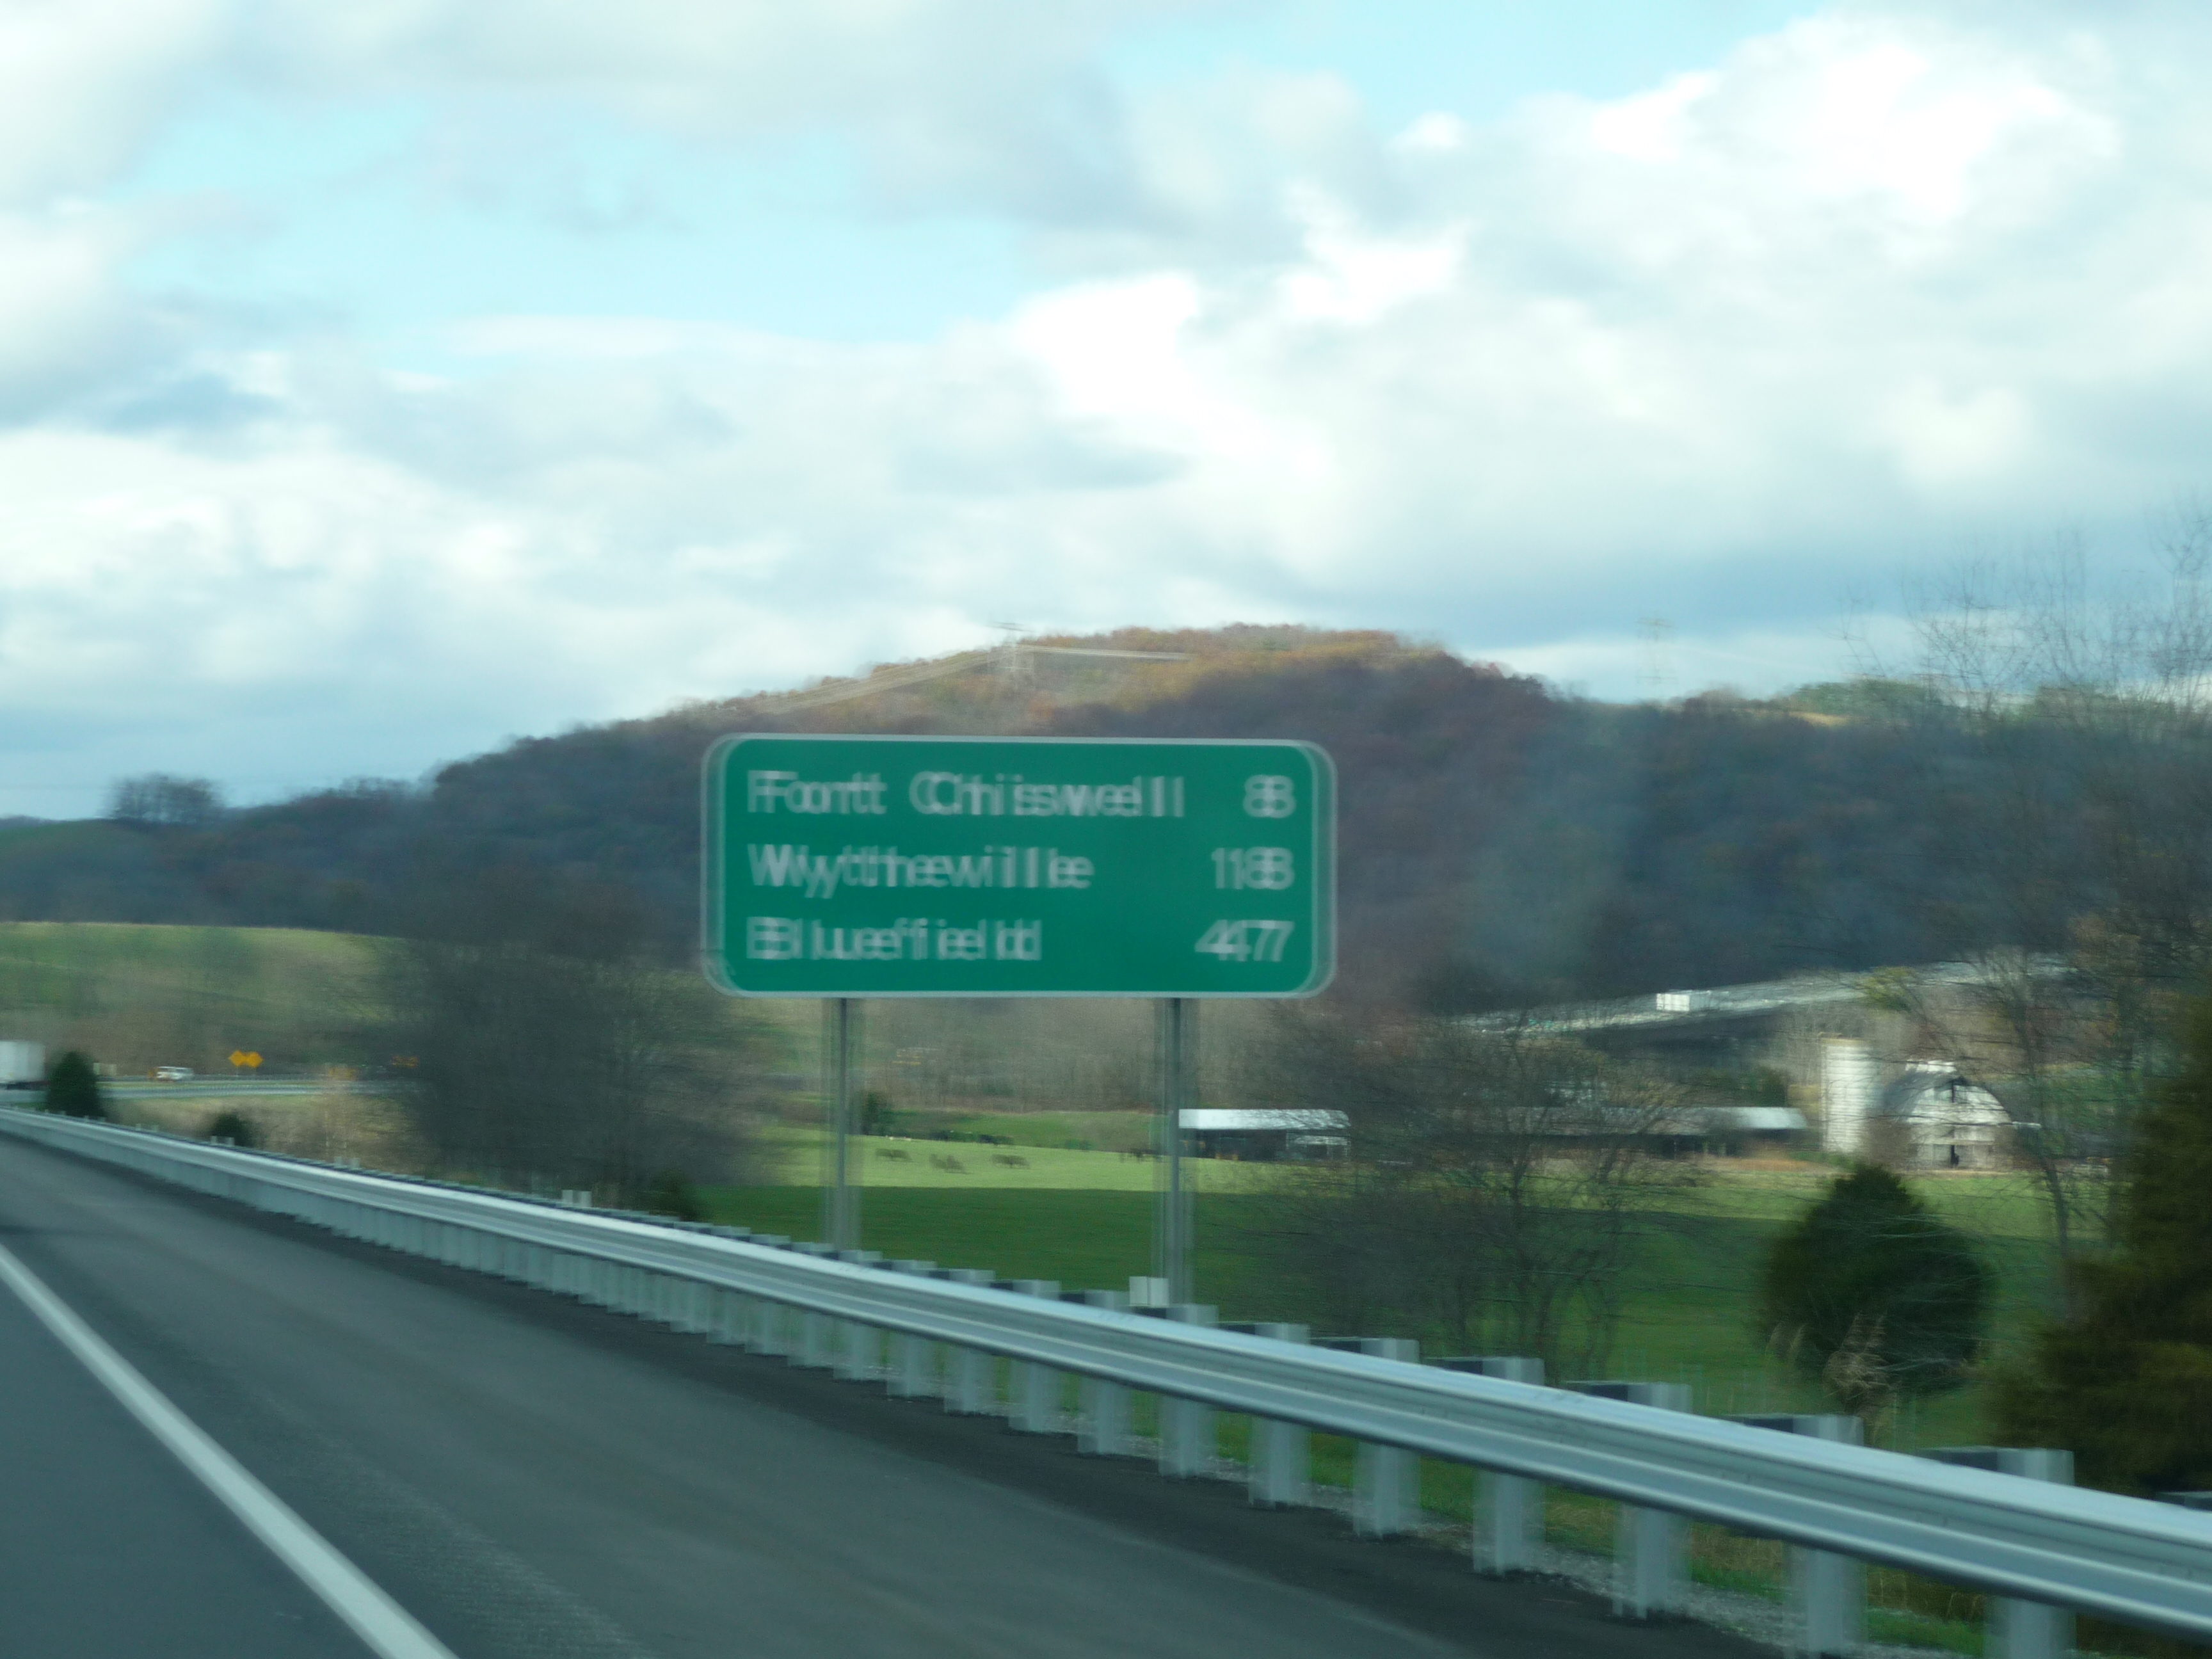 Fort Chiswell 8
Wytheville 18
Bluefield 47